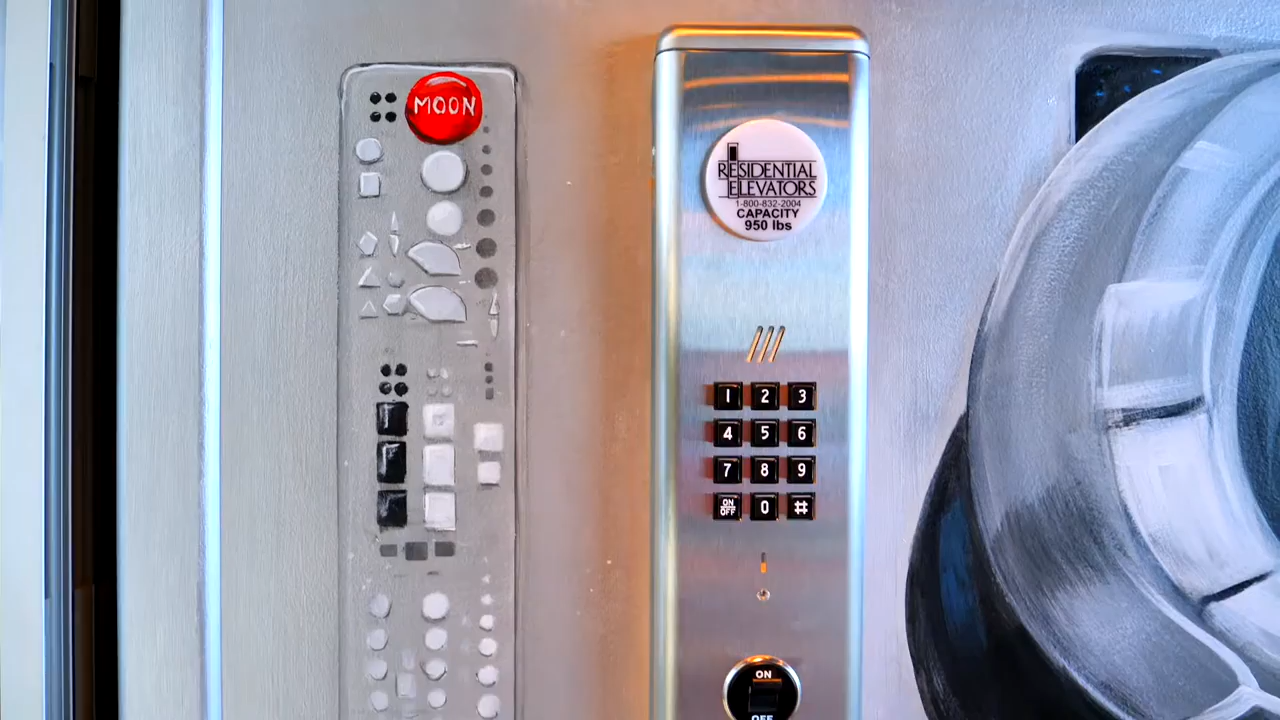 MOON
RESIDENTIAL
ELEVATORS
1-800-832-2004
CAPACITY
950 lbs
1 2 3
4 5 6
7 8 9
ON OFF 0 #
ON
OFF